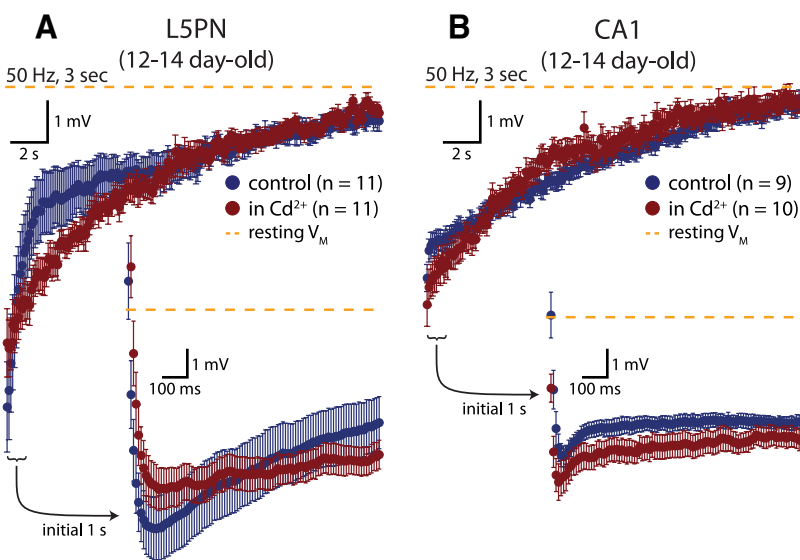 A
L5PN
(12-14 day-old)
50 Hz, 3 sec
1 mV
2 s
control (n = 11)
in Cd²⁺ (n = 11)
resting V_M
1 mV
100 ms
initial 1 s
B
CA1
(12-14 day-old)
50 Hz, 3 sec
1 mV
2 s
control (n = 9)
in Cd²⁺ (n = 10)
resting V_M
1 mV
100 ms
initial 1 s